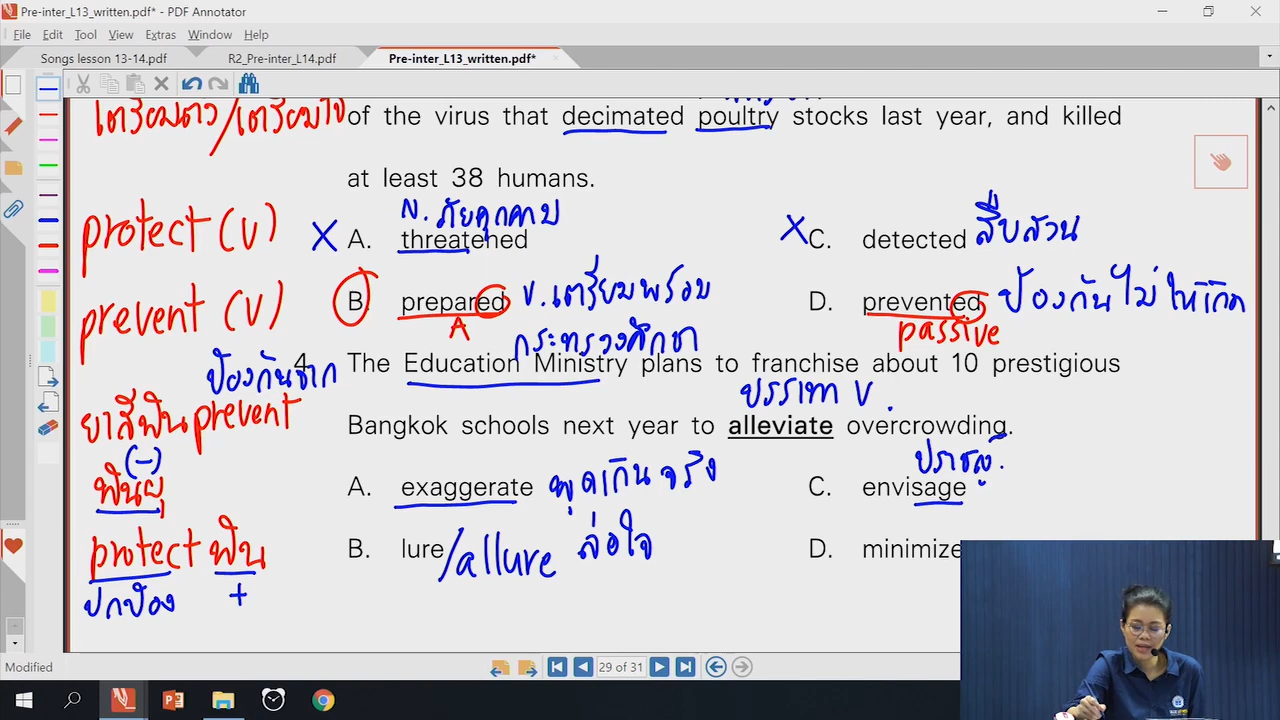 Pre-inter_L13_written.pdf* - PDF Annotator
File Edit Tool View Extras Window Help
Songs lesson 13-14.pdf R2_Pre-inter_L14.pdf Pre-inter_L13_written.pdf*
เตรียมตัว/เตรียมใจ
of the virus that decimated poultry stocks last year, and killed
at least 38 humans.
protect (v)
N. ภัยคุกคาม
X A. threatened
X C. detected สืบสวน
prevent (v)
B. prepared v. เตรียมพร้อม
D. prevented ป้องกันไม่ให้เกิด
A
passive
กระทรวงศึกษา
4. The Education Ministry plans to franchise about 10 prestigious
ป้องกันจาก
บรรเทา v.
ยาสีฟัน prevent
Bangkok schools next year to alleviate overcrowding.
(-)
ฟันผุ
A. exaggerate พูดเกินจริง
C. envisage
protect ฟัน
B. lure/allure ล่อใจ
D. minimize
ปกป้อง +
Modified
29 of 31